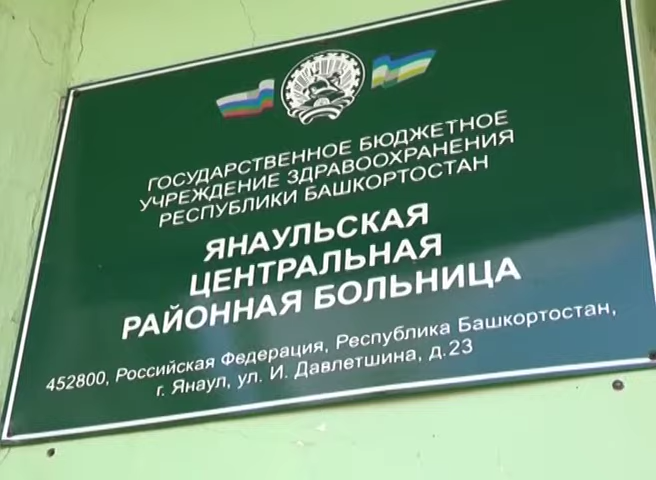 ГОСУДАРСТВЕННОЕ БЮДЖЕТНОЕ
УЧРЕЖДЕНИЕ ЗДРАВООХРАНЕНИЯ
РЕСПУБЛИКИ БАШКОРТОСТАН
ЯНАУЛЬСКАЯ
ЦЕНТРАЛЬНАЯ
РАЙОННАЯ БОЛЬНИЦА
452800, Российская Федерация, Республика Башкортостан,
г. Янаул, ул. И. Давлетшина, д.23